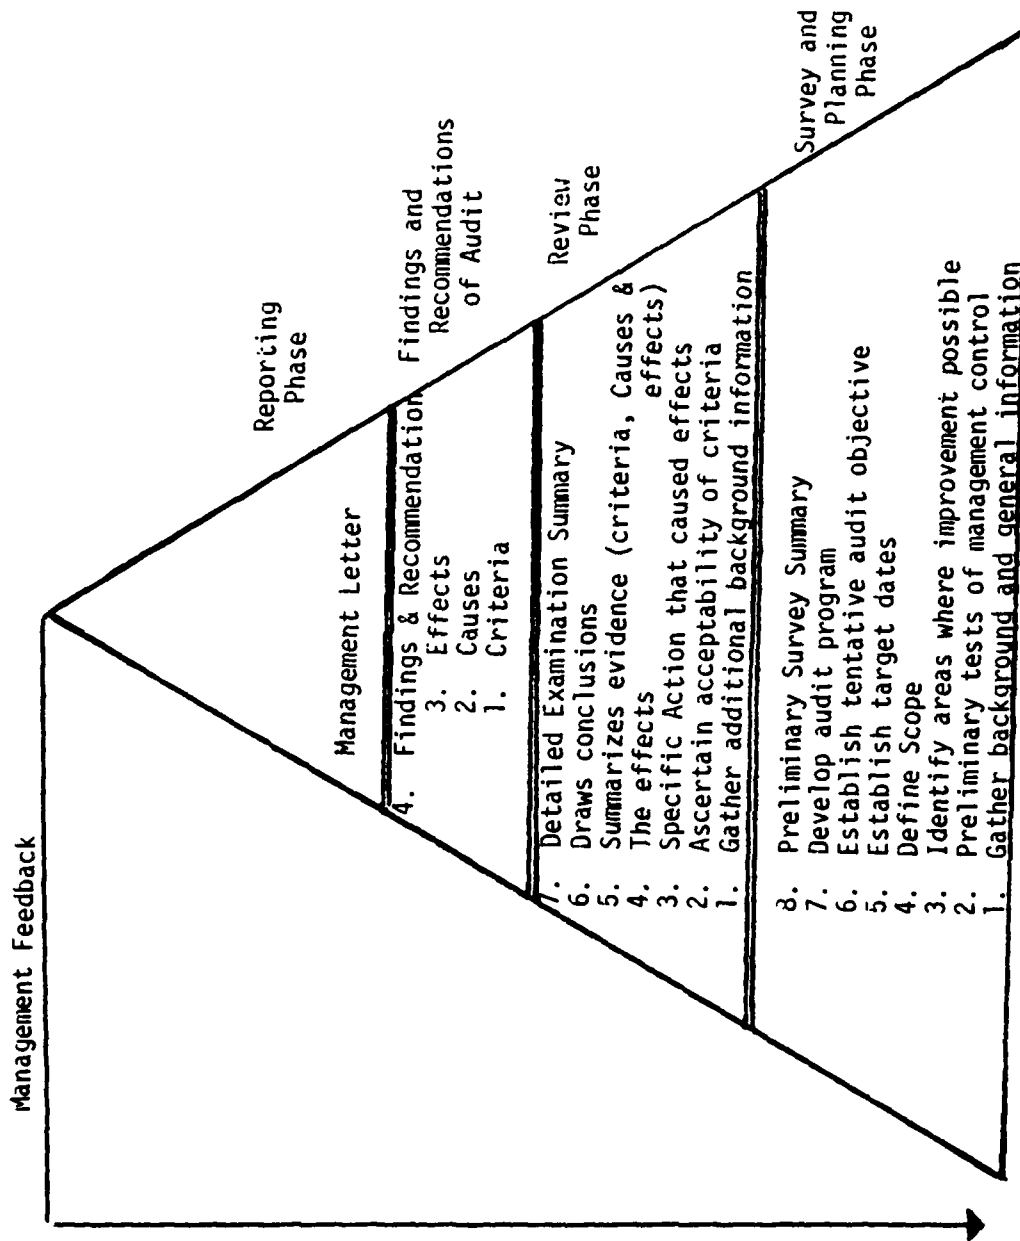 Management Feedback
Reporting
Phase
Management Letter
Findings and
Recommendations
of Audit
4. Findings & Recommendation
3. Effects
2. Causes
1. Criteria
Review
Phase
7. Detailed Examination Summary
6. Draws conclusions
5. Summarizes evidence (criteria, Causes &
effects)
4. The effects
3. Specific Action that caused effects
2. Ascertain acceptability of criteria
1. Gather additional background information
Survey and
Planning
Phase
8. Preliminary Survey Summary
7. Develop audit program
6. Establish tentative audit objective
5. Establish target dates
4. Define Scope
3. Identify areas where improvement possible
2. Preliminary tests of management control
1. Gather background and general information